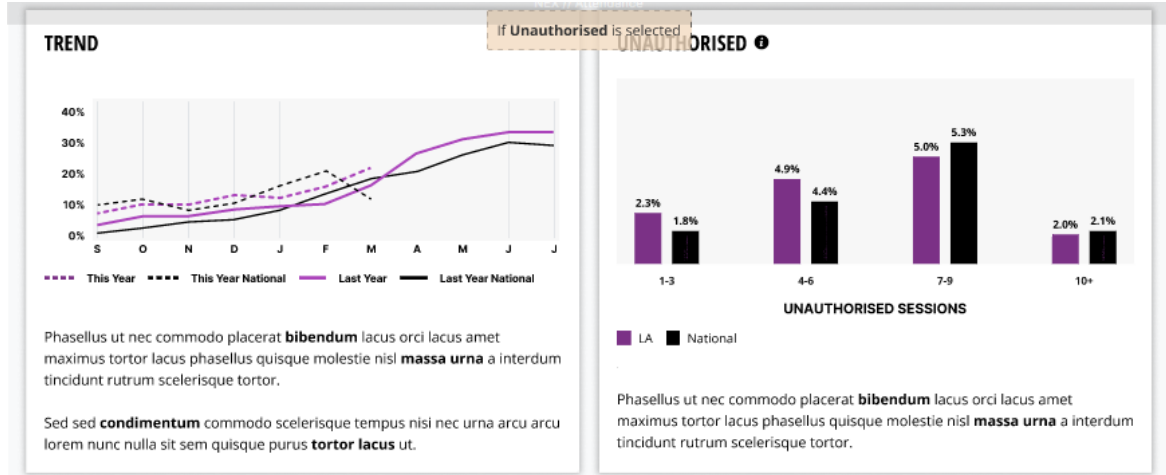 NEX // Attendance
If Unauthorised is selected
TREND
40%
30%
20%
10%
0%
S O N D J F M A M J J
This Year This Year National Last Year Last Year National
Phasellus ut nec commodo placerat bibendum lacus orci lacus amet
maximus tortor lacus phasellus quisque molestie nisl massa urna a interdum
tincidunt rutrum scelerisque tortor.
Sed sed condimentum commodo scelerisque tempus nisi nec urna arcu arcu
lorem nunc nulla sit sem quisque purus tortor lacus ut.
UNAUTHORISED
2.3% 1.8% 4.9% 4.4% 5.0% 5.3% 2.0% 2.1%
1-3 4-6 7-9 10+
UNAUTHORISED SESSIONS
LA National
Phasellus ut nec commodo placerat bibendum lacus orci lacus amet
maximus tortor lacus phasellus quisque molestie nisl massa urna a interdum
tincidunt rutrum scelerisque tortor.